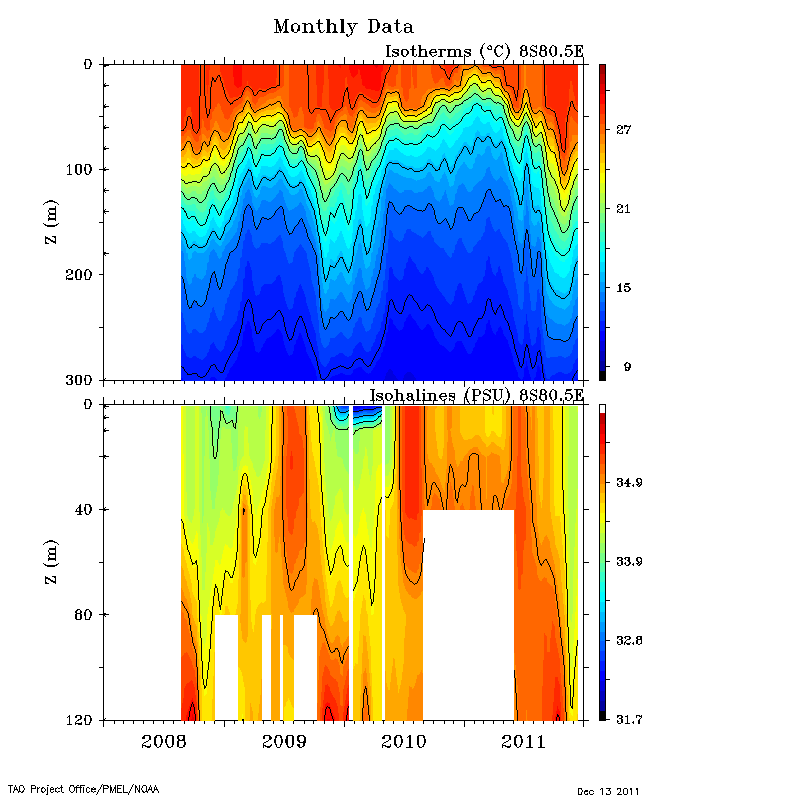 Monthly Data
Isotherms (°C) 8S80.5E
0
100
200
300
Z (m)
27
21
15
9
Isohalines (PSU) 8S80.5E
0
40
80
120
Z (m)
34.9
33.9
32.8
31.7
2008 2009 2010 2011
TAO Project Office/PMEL/NOAA
Dec 13 2011